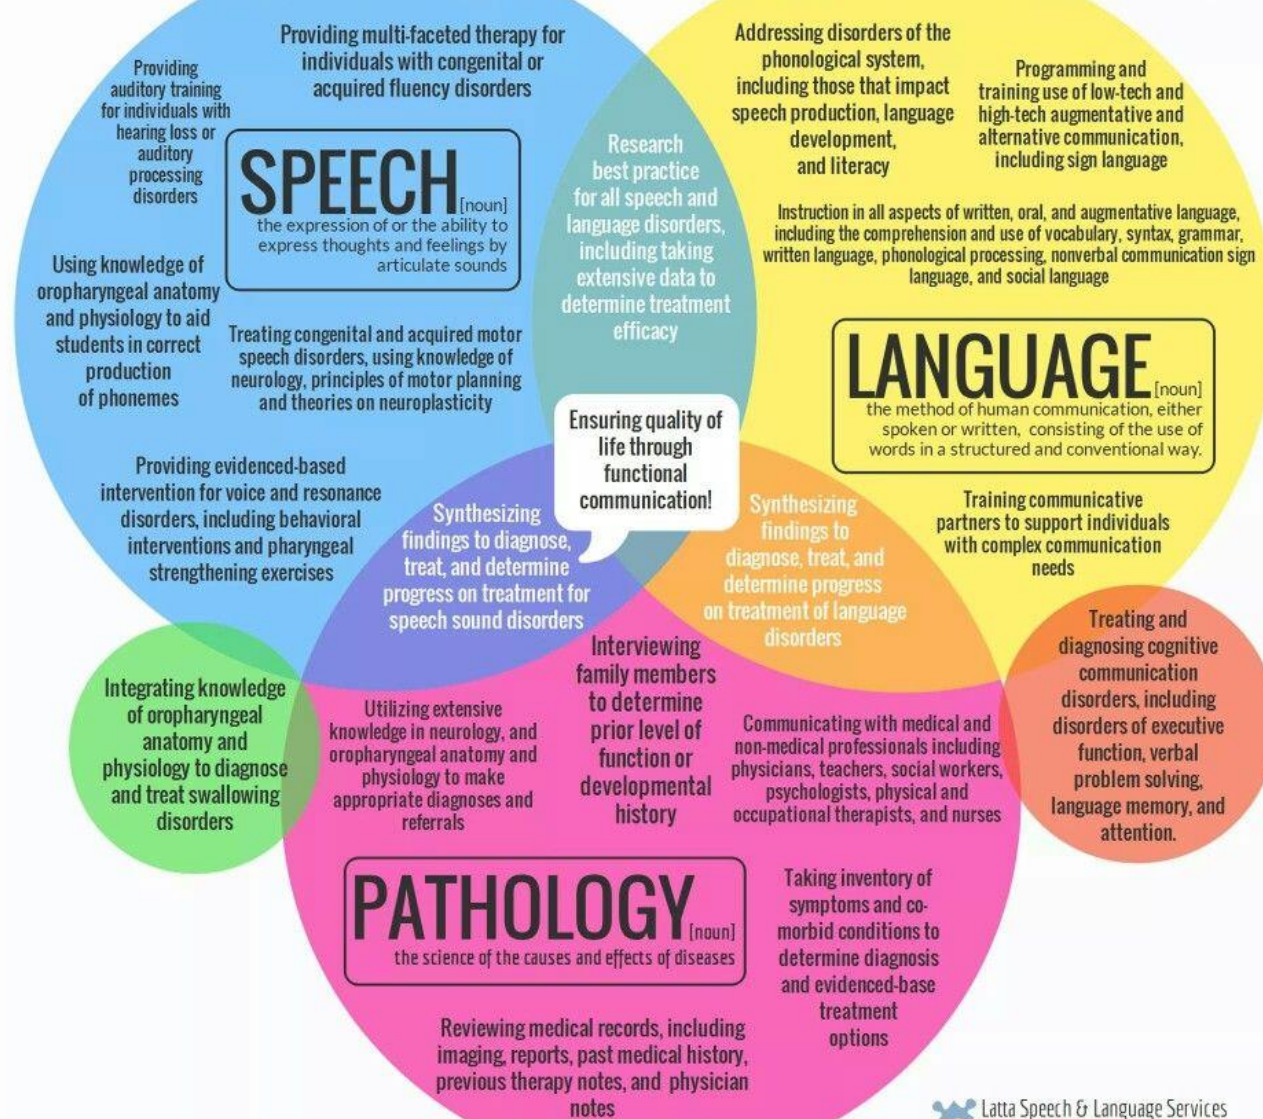 Providing multi-faceted therapy for
individuals with congenital or
acquired fluency disorders
Providing
auditory training
for individuals with
hearing loss or
auditory
processing
disorders
SPEECH
[noun]
the expression of or the ability to
express thoughts and feelings by
articulate sounds
Using knowledge of
oropharyngeal anatomy
and physiology to aid
students in correct
production
of phonemes
Treating congenital and acquired motor
speech disorders, using knowledge of
neurology, principles of motor planning
and theories on neuroplasticity
Providing evidenced-based
intervention for voice and resonance
disorders, including behavioral
interventions and pharyngeal
strengthening exercises
Research
best practice
for all speech and
language disorders,
including taking
extensive data to
determine treatment
efficacy
Addressing disorders of the
phonological system,
including those that impact
speech production, language
development,
and literacy
Programming and
training use of low-tech and
high-tech augmentative and
alternative communication,
including sign language
Instruction in all aspects of written, oral, and augmentative language,
including the comprehension and use of vocabulary, syntax, grammar,
written language, phonological processing, nonverbal communication sign
language, and social language
LANGUAGE
[noun]
the method of human communication, either
spoken or written, consisting of the use of
words in a structured and conventional way.
Training communicative
partners to support individuals
with complex communication
needs
Ensuring quality of
life through
functional
communication!
Synthesizing
findings to diagnose,
treat, and determine
progress on treatment for
speech sound disorders
Synthesizing
findings to
diagnose, treat, and
determine progress
on treatment of language
disorders
Integrating knowledge
of oropharyngeal
anatomy and
physiology to diagnose
and treat swallowing
disorders
Utilizing extensive
knowledge in neurology, and
oropharyngeal anatomy and
physiology to make
appropriate diagnoses and
referrals
Interviewing
family members
to determine
prior level of
function or
developmental
history
Communicating with medical and
non-medical professionals including
physicians, teachers, social workers,
psychologists, physical and
occupational therapists, and nurses
Treating and
diagnosing cognitive
communication
disorders, including
disorders of executive
function, verbal
problem solving,
language memory, and
attention.
PATHOLOGY
[noun]
the science of the causes and effects of diseases
Taking inventory of
symptoms and co-
morbid conditions to
determine diagnosis
and evidenced-base
treatment
options
Reviewing medical records, including
imaging, reports, past medical history,
previous therapy notes, and physician
notes
Latta Speech & Language Services